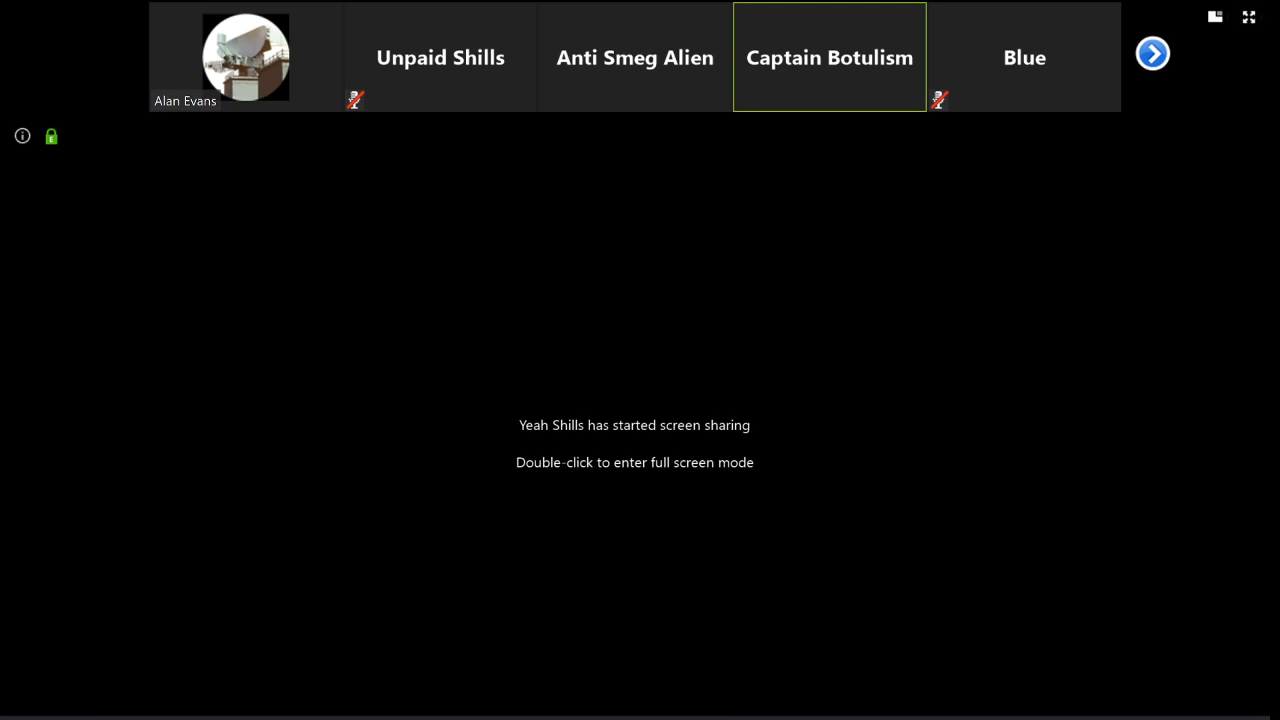 Unpaid Shills
Anti Smeg Alien
Captain Botulism
Blue
Alan Evans
E
Yeah Shills has started screen sharing
Double-click to enter full screen mode